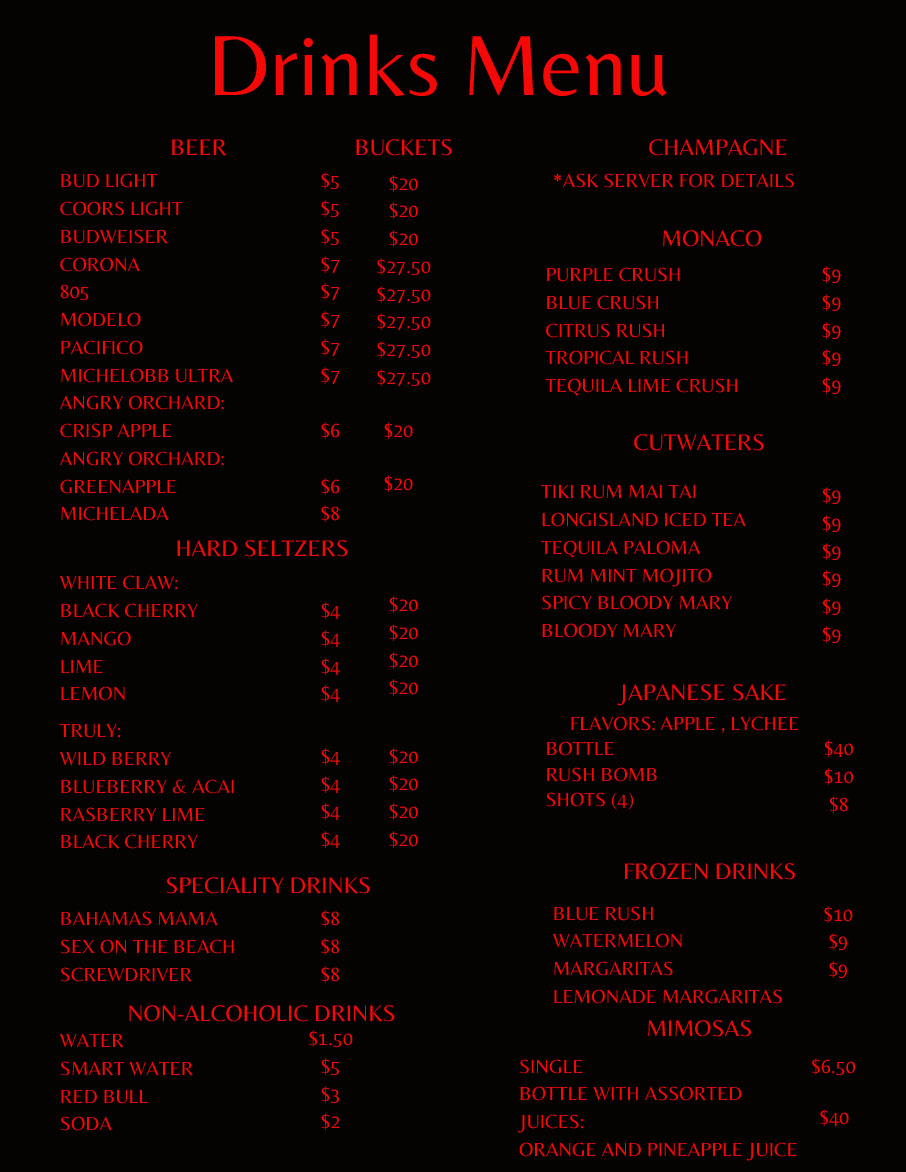 Drinks Menu
BEER BUCKETS
BUD LIGHT $5 $20
COORS LIGHT $5 $20
BUDWEISER $5 $20
CORONA $7 $27.50
805 $7 $27.50
MODELO $7 $27.50
PACIFICO $7 $27.50
MICHELOBB ULTRA $7 $27.50
ANGRY ORCHARD:
CRISP APPLE $6 $20
ANGRY ORCHARD:
GREENAPPLE $6 $20
MICHELADA $8
HARD SELTZERS
WHITE CLAW:
BLACK CHERRY $4 $20
MANGO $4 $20
LIME $4 $20
LEMON $4 $20
TRULY:
WILD BERRY $4 $20
BLUEBERRY & ACAI $4 $20
RASBERRY LIME $4 $20
BLACK CHERRY $4 $20
SPECIALITY DRINKS
BAHAMAS MAMA $8
SEX ON THE BEACH $8
SCREWDRIVER $8
NON-ALCOHOLIC DRINKS
WATER $1.50
SMART WATER $5
RED BULL $3
SODA $2
CHAMPAGNE
*ASK SERVER FOR DETAILS
MONACO
PURPLE CRUSH $9
BLUE CRUSH $9
CITRUS RUSH $9
TROPICAL RUSH $9
TEQUILA LIME CRUSH $9
CUTWATERS
TIKI RUM MAI TAI $9
LONGISLAND ICED TEA $9
TEQUILA PALOMA $9
RUM MINT MOJITO $9
SPICY BLOODY MARY $9
BLOODY MARY $9
JAPANESE SAKE
FLAVORS: APPLE , LYCHEE
BOTTLE $40
RUSH BOMB $10
SHOTS (4) $8
FROZEN DRINKS
BLUE RUSH $10
WATERMELON $9
MARGARITAS $9
LEMONADE MARGARITAS
MIMOSAS
SINGLE $6.50
BOTTLE WITH ASSORTED
JUICES: $40
ORANGE AND PINEAPPLE JUICE